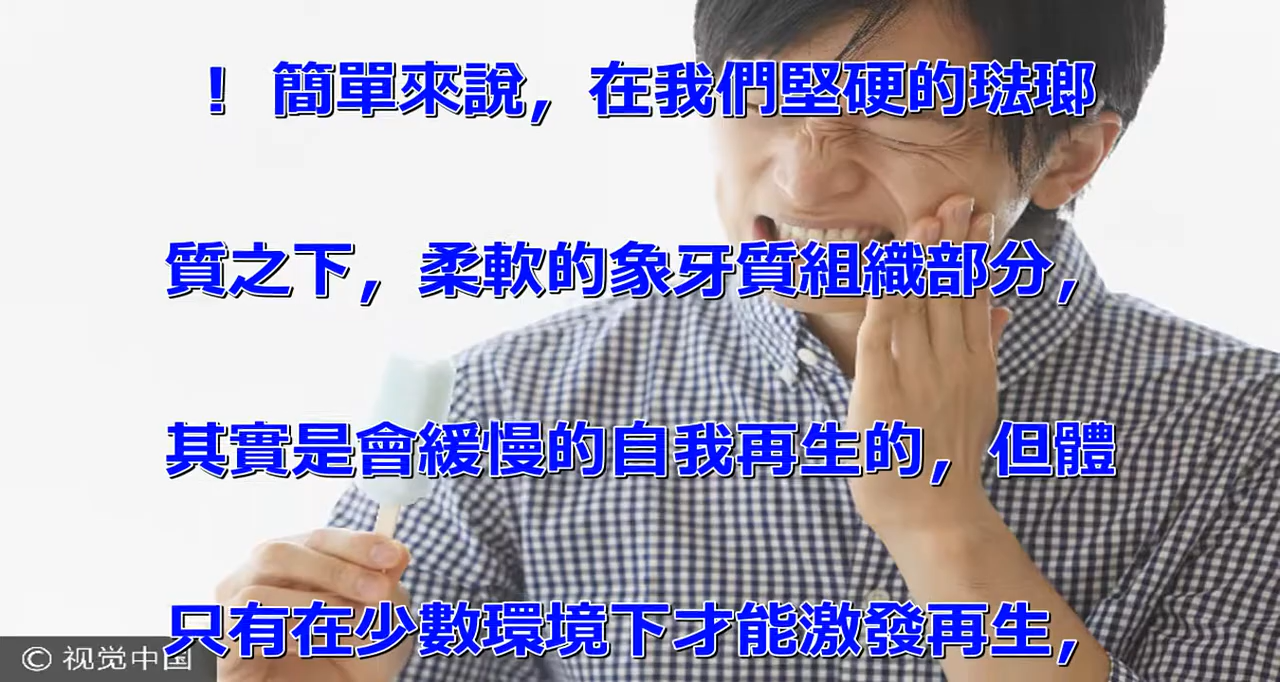 ！ 簡單來說，在我們堅硬的琺瑯
質之下，柔軟的象牙質組織部分，
其實是會緩慢的自我再生的，但體
只有在少數環境下才能激發再生，
© 视觉中国